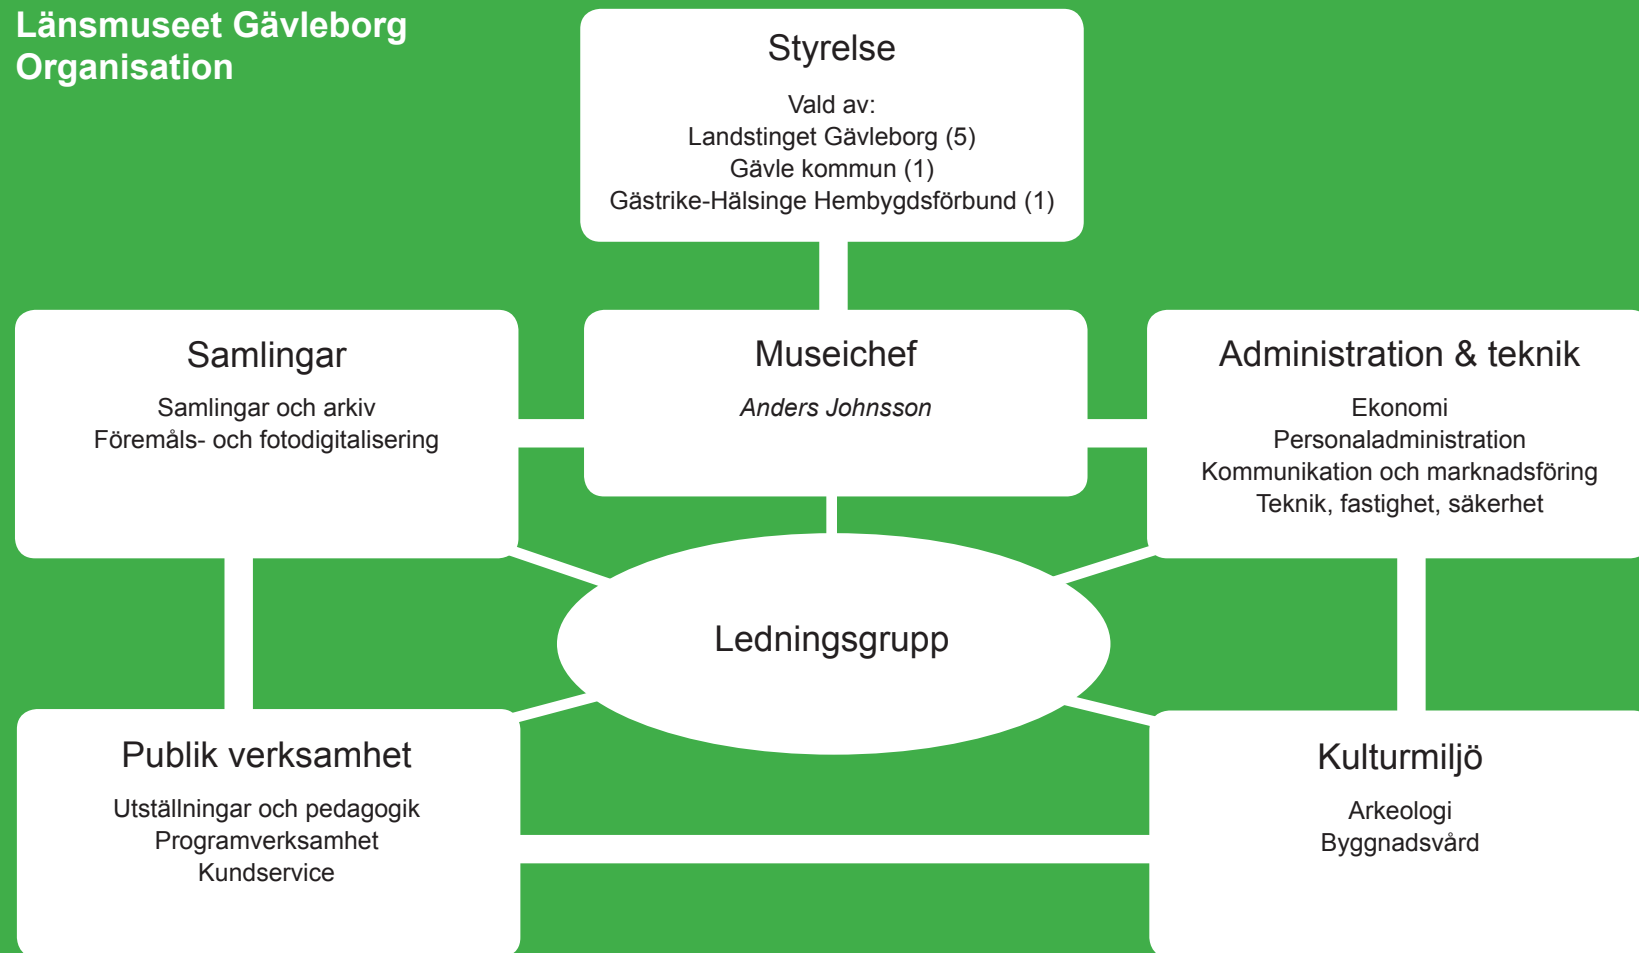 Länsmuseet Gävleborg
Organisation
Styrelse
Vald av:
Landstinget Gävleborg (5)
Gävle kommun (1)
Gästrike-Hälsinge Hembygdsförbund (1)
Samlingar
Samlingar och arkiv
Föremåls- och fotodigitalisering
Museichef
Anders Johnsson
Administration & teknik
Ekonomi
Personaladministration
Kommunikation och marknadsföring
Teknik, fastighet, säkerhet
Ledningsgrupp
Publik verksamhet
Utställningar och pedagogik
Programverksamhet
Kundservice
Kulturmiljö
Arkeologi
Byggnadsvård